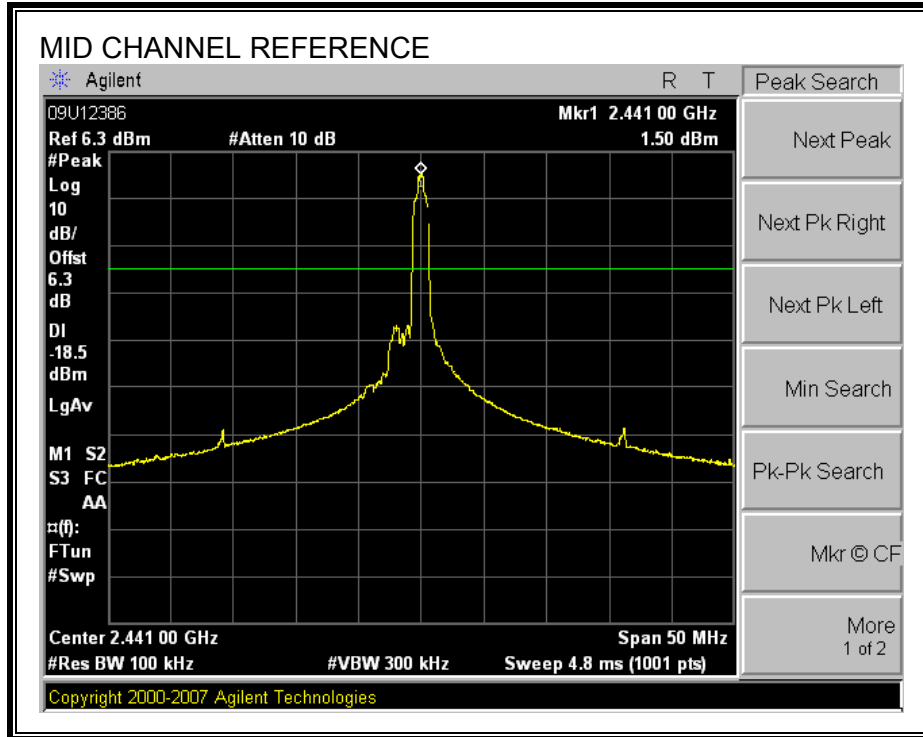 MID CHANNEL REFERENCE
Agilent R T
Peak Search
09U12386
Mkr1 2.441 00 GHz
Ref 6.3 dBm #Atten 10 dB 1.50 dBm
#Peak
Log
10
dB/
Offst
6.3
dB
DI
-18.5
dBm
LgAv
M1 S2
S3 FC
AA
¤(f):
FTun
#Swp
Center 2.441 00 GHz Span 50 MHz
#Res BW 100 kHz #VBW 300 kHz Sweep 4.8 ms (1001 pts)
Copyright 2000-2007 Agilent Technologies
Next Peak
Next Pk Right
Next Pk Left
Min Search
Pk-Pk Search
Mkr © CF
More
1 of 2